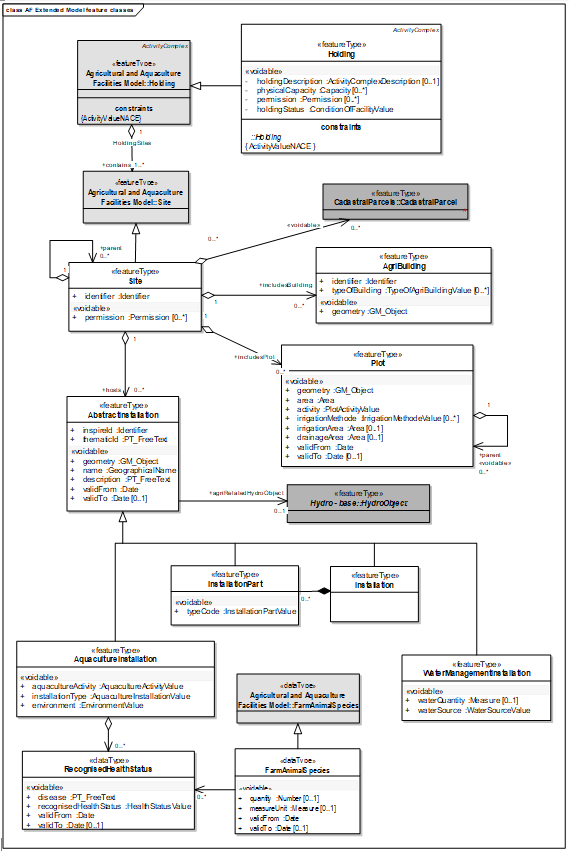 class AF Extended Model feature classes
ActivityComplex
«featureType»
Agricultural and Aquaculture
Facilities Model::Holding
constraints
{ActivityValueNACE}
ActivityComplex
«featureType»
Holding
«voidable»
- holdingDescription :ActivityComplexDescription [0..1]
- physicalCapacity :Capacity [0..*]
- permission :Permission [0..*]
- holdingStatus :ConditionOfFacilityValue
constraints
::Holding
{ActivityValueNACE }
1
HoldingSites
+contains 1..*
«featureType»
Agricultural and Aquaculture
Facilities Model::Site
«featureType»
CadastralParcels::CadastralParcel
«voidable»
0..*
0..*
+parent
0..*
1
«featureType»
Site
+ identifier :Identifier
«voidable»
+ permission :Permission [0..*]
1
+includesBuilding
0..*
«featureType»
AgriBuilding
+ identifier :Identifier
+ typeOfBuilding :TypeOfAgriBuildingValue [0..*]
«voidable»
+ geometry :GM_Object
1
+includesPlot
0..*
«featureType»
Plot
«voidable»
+ geometry :GM_Object
+ area :Area
+ activity :PlotActivityValue
+ irrigationMethode :IrrigationMethodeValue [0..*]
+ irrigationArea :Area [0..1]
+ drainageArea :Area [0..1]
+ validFrom :Date
+ validTo :Date [0..1]
1
+parent
«voidable»
0..*
1
+hosts 0..*
«featureType»
AbstractInstallation
+ inspireId :Identifier
+ thematicId :PT_FreeText
«voidable»
+ geometry :GM_Object
+ name :GeographicalName
+ description :PT_FreeText
+ validFrom :Date
+ validTo :Date [0..1]
+agriRelatedHydroObject
0..1
«featureType»
Hydro - base::HydroObject
«featureType»
InstallationPart
«voidable»
+ typeCode :InstallationPartValue
0..*
«featureType»
Installation
«featureType»
AquacultureInstallation
«voidable»
+ aquacultureActivity :AquacultureActivityValue
+ installationType :AquacultureInstallationValue
+ environment :EnvironmentValue
«featureType»
WaterManagementInstallation
«voidable»
+ waterQuantity :Measure [0..1]
+ waterSource :WaterSourceValue
«dataType»
Agricultural and Aquaculture
Facilities Model::FarmAnimalSpecies
0..*
«dataType»
RecognisedHealthStatus
«voidable»
+ disease :PT_FreeText
+ recognisedHealthStatus :HealthStatusValue
+ validFrom :Date
+ validTo :Date [0..1]
0..*
«dataType»
FarmAnimalSpecies
«voidable»
+ quantity :Number [0..1]
+ measureUnit :Measure [0..1]
+ validFrom :Date
+ validTo :Date [0..1]